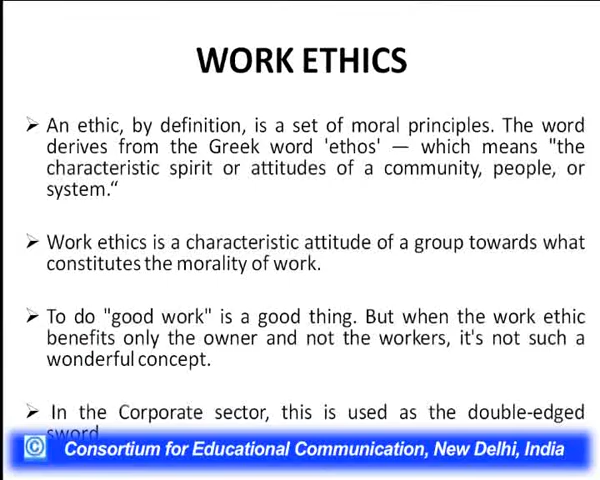 WORK ETHICS
➢ An ethic, by definition, is a set of moral principles. The word
derives from the Greek word 'ethos' — which means "the
characteristic spirit or attitudes of a community, people, or
system.“
➢ Work ethics is a characteristic attitude of a group towards what
constitutes the morality of work.
➢ To do "good work" is a good thing. But when the work ethic
benefits only the owner and not the workers, it's not such a
wonderful concept.
➢ In the Corporate sector, this is used as the double-edged
sword
© Consortium for Educational Communication, New Delhi, India